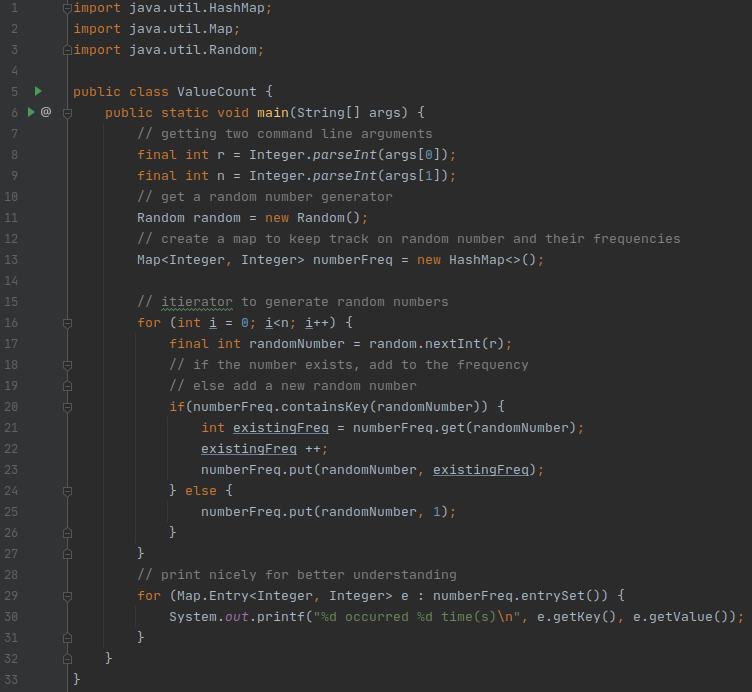 1 import java.util.HashMap;
2 import java.util.Map;
3 import java.util.Random;
4
5 public class ValueCount {
6 @ public static void main(String[] args) {
7 // getting two command line arguments
8 final int r = Integer.parseInt(args[0]);
9 final int n = Integer.parseInt(args[1]);
10 // get a random number generator
11 Random random = new Random();
12 // create a map to keep track on random number and their frequencies
13 Map<Integer, Integer> numberFreq = new HashMap<>();
14
15 // itierator to generate random numbers
16 for (int i = 0; i<n; i++) {
17 final int randomNumber = random.nextInt(r);
18 // if the number exists, add to the frequency
19 // else add a new random number
20 if(numberFreq.containsKey(randomNumber)) {
21 int existingFreq = numberFreq.get(randomNumber);
22 existingFreq ++;
23 numberFreq.put(randomNumber, existingFreq);
24 } else {
25 numberFreq.put(randomNumber, 1);
26 }
27 }
28 // print nicely for better understanding
29 for (Map.Entry<Integer, Integer> e : numberFreq.entrySet()) {
30 System.out.printf("%d occurred %d time(s)\n", e.getKey(), e.getValue());
31 }
32 }
33 }